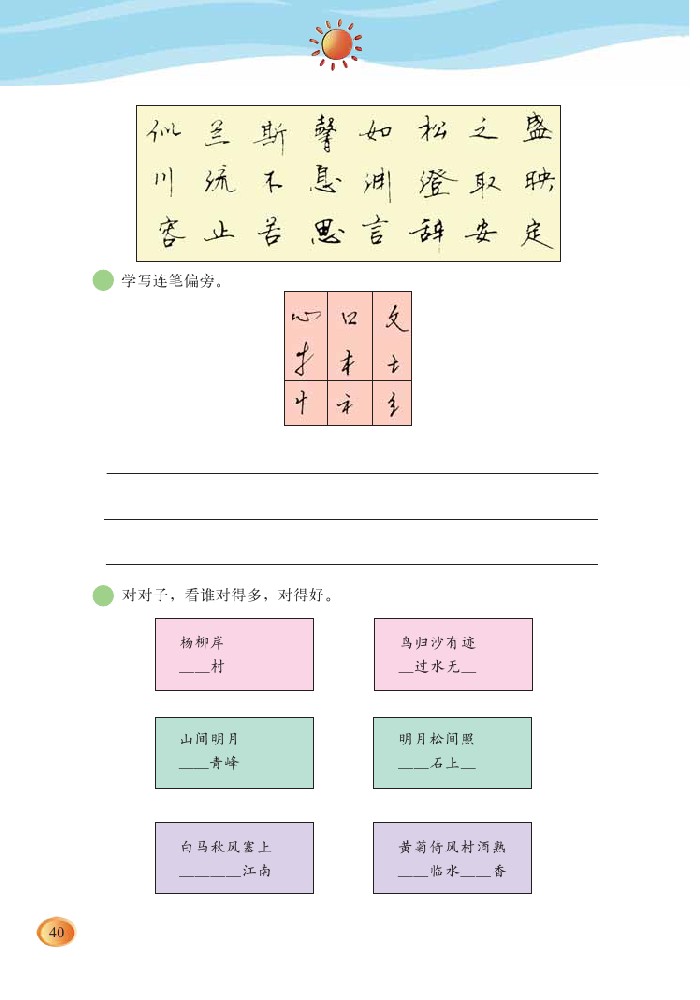 似兰斯馨如松之盛
川流不息渊澄取映
容止若思言辞安定
学写连笔偏旁。
心 口 文
扌 木 土
忄 礻 纟
对对子，看谁对得多，对得好。
杨柳岸
____村
鸟归沙有迹
__过水无__
山间明月
____青峰
明月松间照
____石上__
白马秋风塞上
________江南
黄菊倚风村酒熟
____临水____香
40